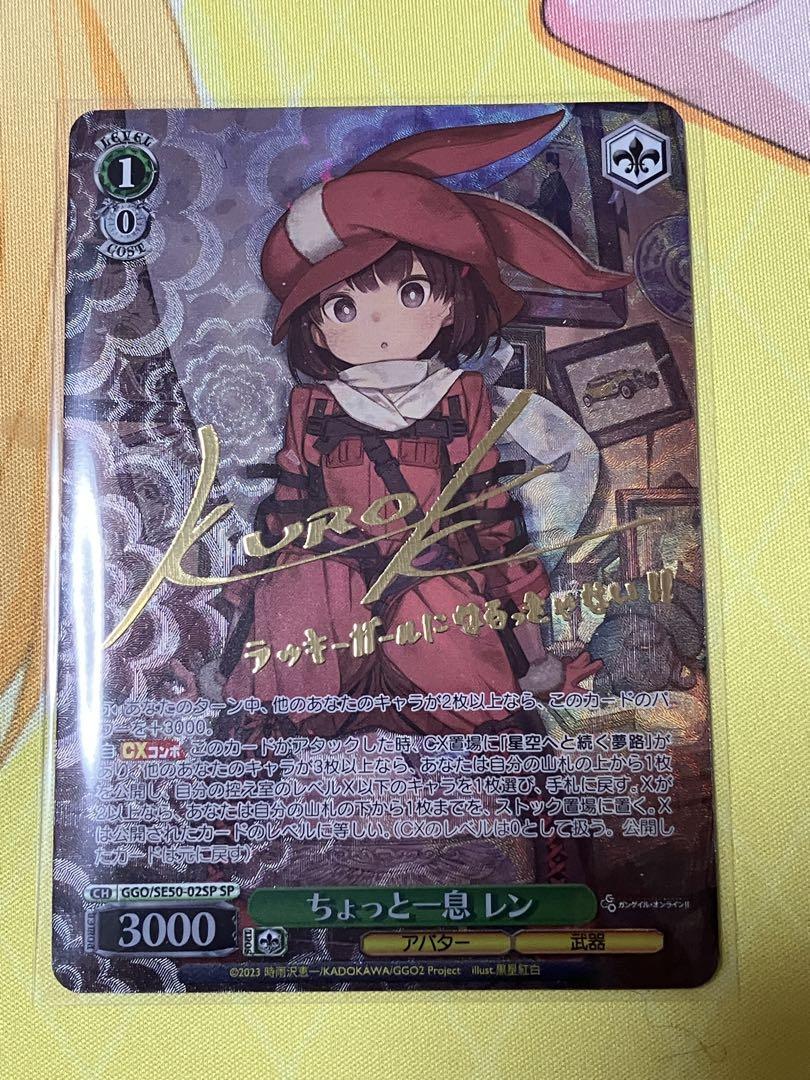 LEVEL
1
0
COST
KUROK
ラッキーガールになるっきゃない!!
あなたのターン中、他のあなたのキャラが2枚以上なら、このカードのパ
ーを+3000。
自 CXコンボ このカードがアタックした時、CX置場に「星空へと続く夢路」が
あり、他のあなたのキャラが3枚以上なら、あなたは自分の山札の上から1枚
を公開し、自分の控え室のレベルX以下のキャラを1枚選び、手札に戻す。Xが
2以上なら、あなたは自分の山札の下から1枚までを、ストック置場に置く。X
は公開されたカードのレベルに等しい。(CXのレベルは0として扱う。公開し
たカードは元に戻す)
CH GGO/SE50-02SP SP
ちょっと一息 レン
ガンゲイル・オンラインII
POWER 3000
アバター 武器
©2023 時雨沢恵一/KADOKAWA/GGO2 Project illust.黒星紅白